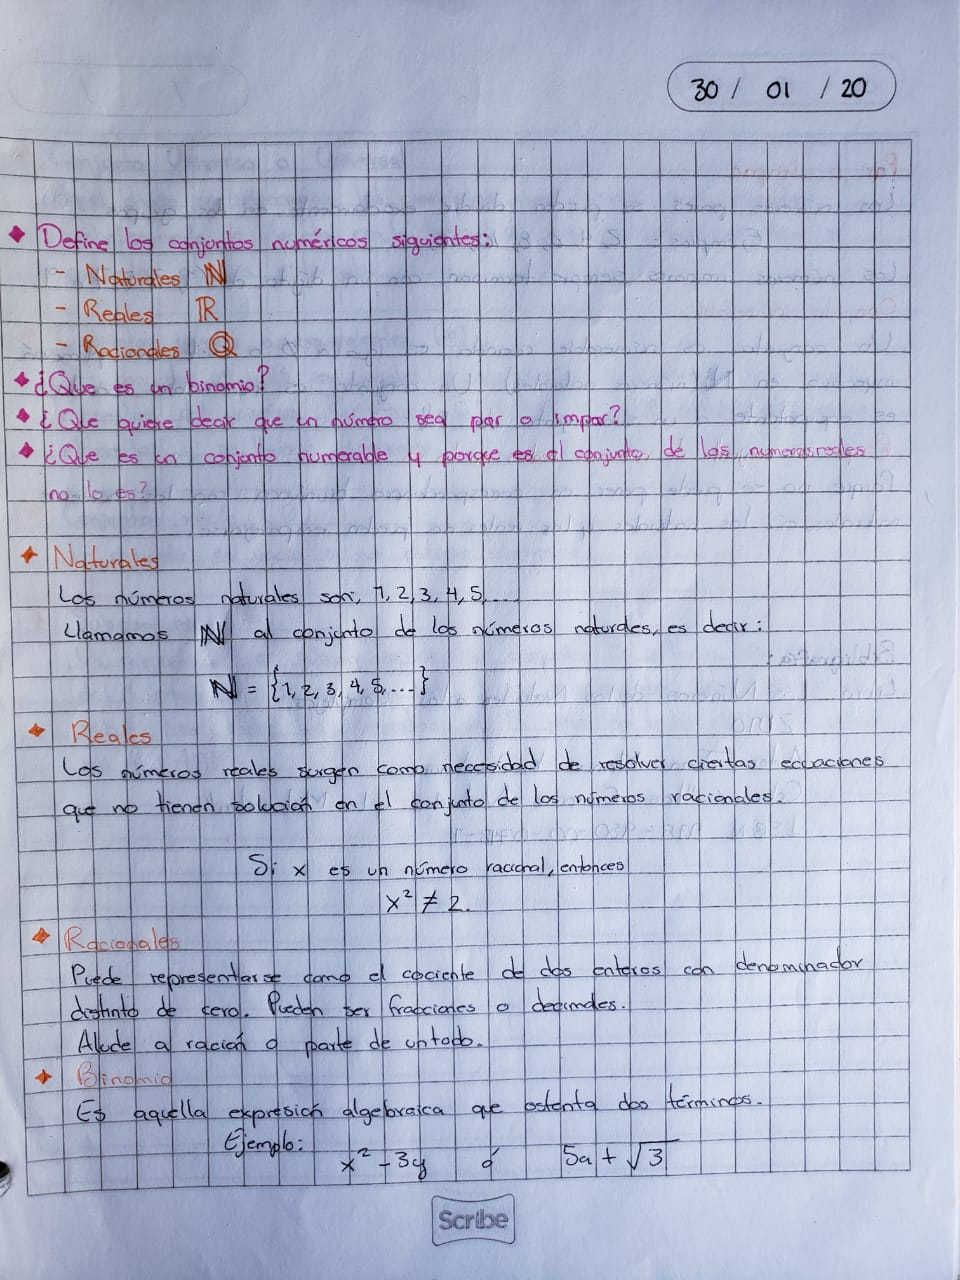 30 / 01 / 20
Define los conjuntos numéricos siguientes:
- Naturales ℕ
- Reales ℝ
- Racionales ℚ
¿Que es un binomio?
¿Que quiere decir que un número sea par o impar?
¿Que es un conjunto numerable y porque es el conjunto de los numeros reales
no lo es?
Naturales
Los números naturales son, 1, 2, 3, 4, 5, ...
Llamamos ℕ al conjunto de los números naturales, es decir:
ℕ = {1, 2, 3, 4, 5, ...}
Reales
Los números reales surgen como necesidad de resolver ciertas ecuaciones
que no tienen solución en el conjunto de los números racionales.
Si x es un número racional, entonces
x² ≠ 2.
Racionales
Puede representarse como el cociente de dos enteros con denominador
distinto de cero. Pueden ser fracciones o decimales.
Alude a ración o parte de un todo.
Binomio
Es aquella expresión algebraica que ostenta dos términos.
Ejemplo:
x² - 3y ó 5a + √3
Scribe